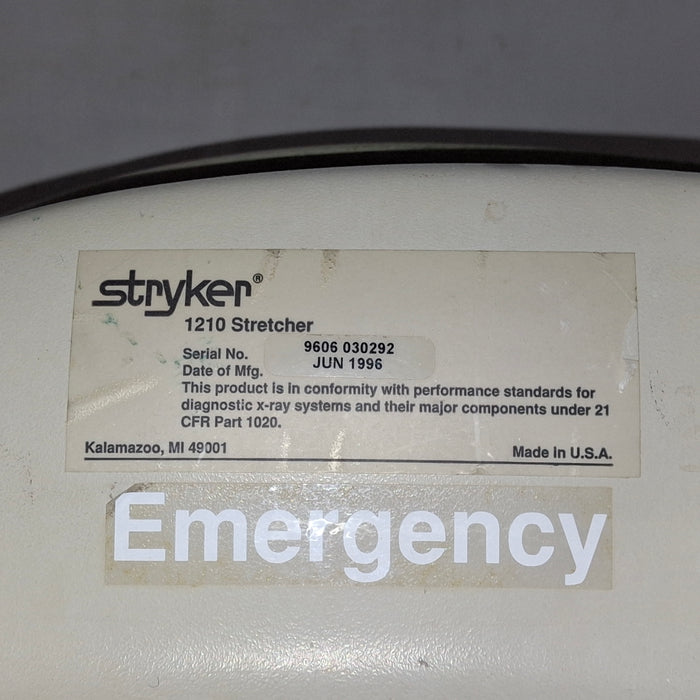 stryker®
1210 Stretcher
Serial No. 9606 030292
Date of Mfg. JUN 1996
This product is in conformity with performance standards for
diagnostic x-ray systems and their major components under 21
CFR Part 1020.
Kalamazoo, MI 49001 Made in U.S.A.
Emergency